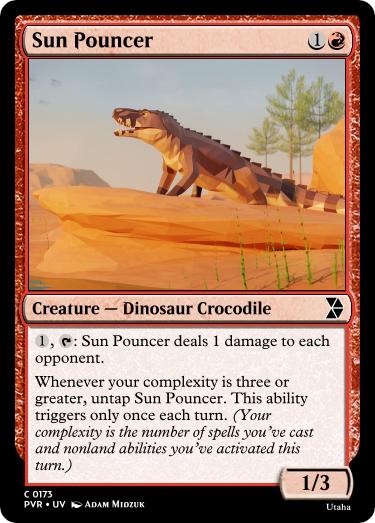 Sun Pouncer
1
Creature — Dinosaur Crocodile
1, : Sun Pouncer deals 1 damage to each
opponent.
Whenever your complexity is three or
greater, untap Sun Pouncer. This ability
triggers only once each turn. (Your
complexity is the number of spells you've cast
and nonland abilities you've activated this
turn.)
1/3
C 0173
PVR • UV Adam Midzuk
Utaha